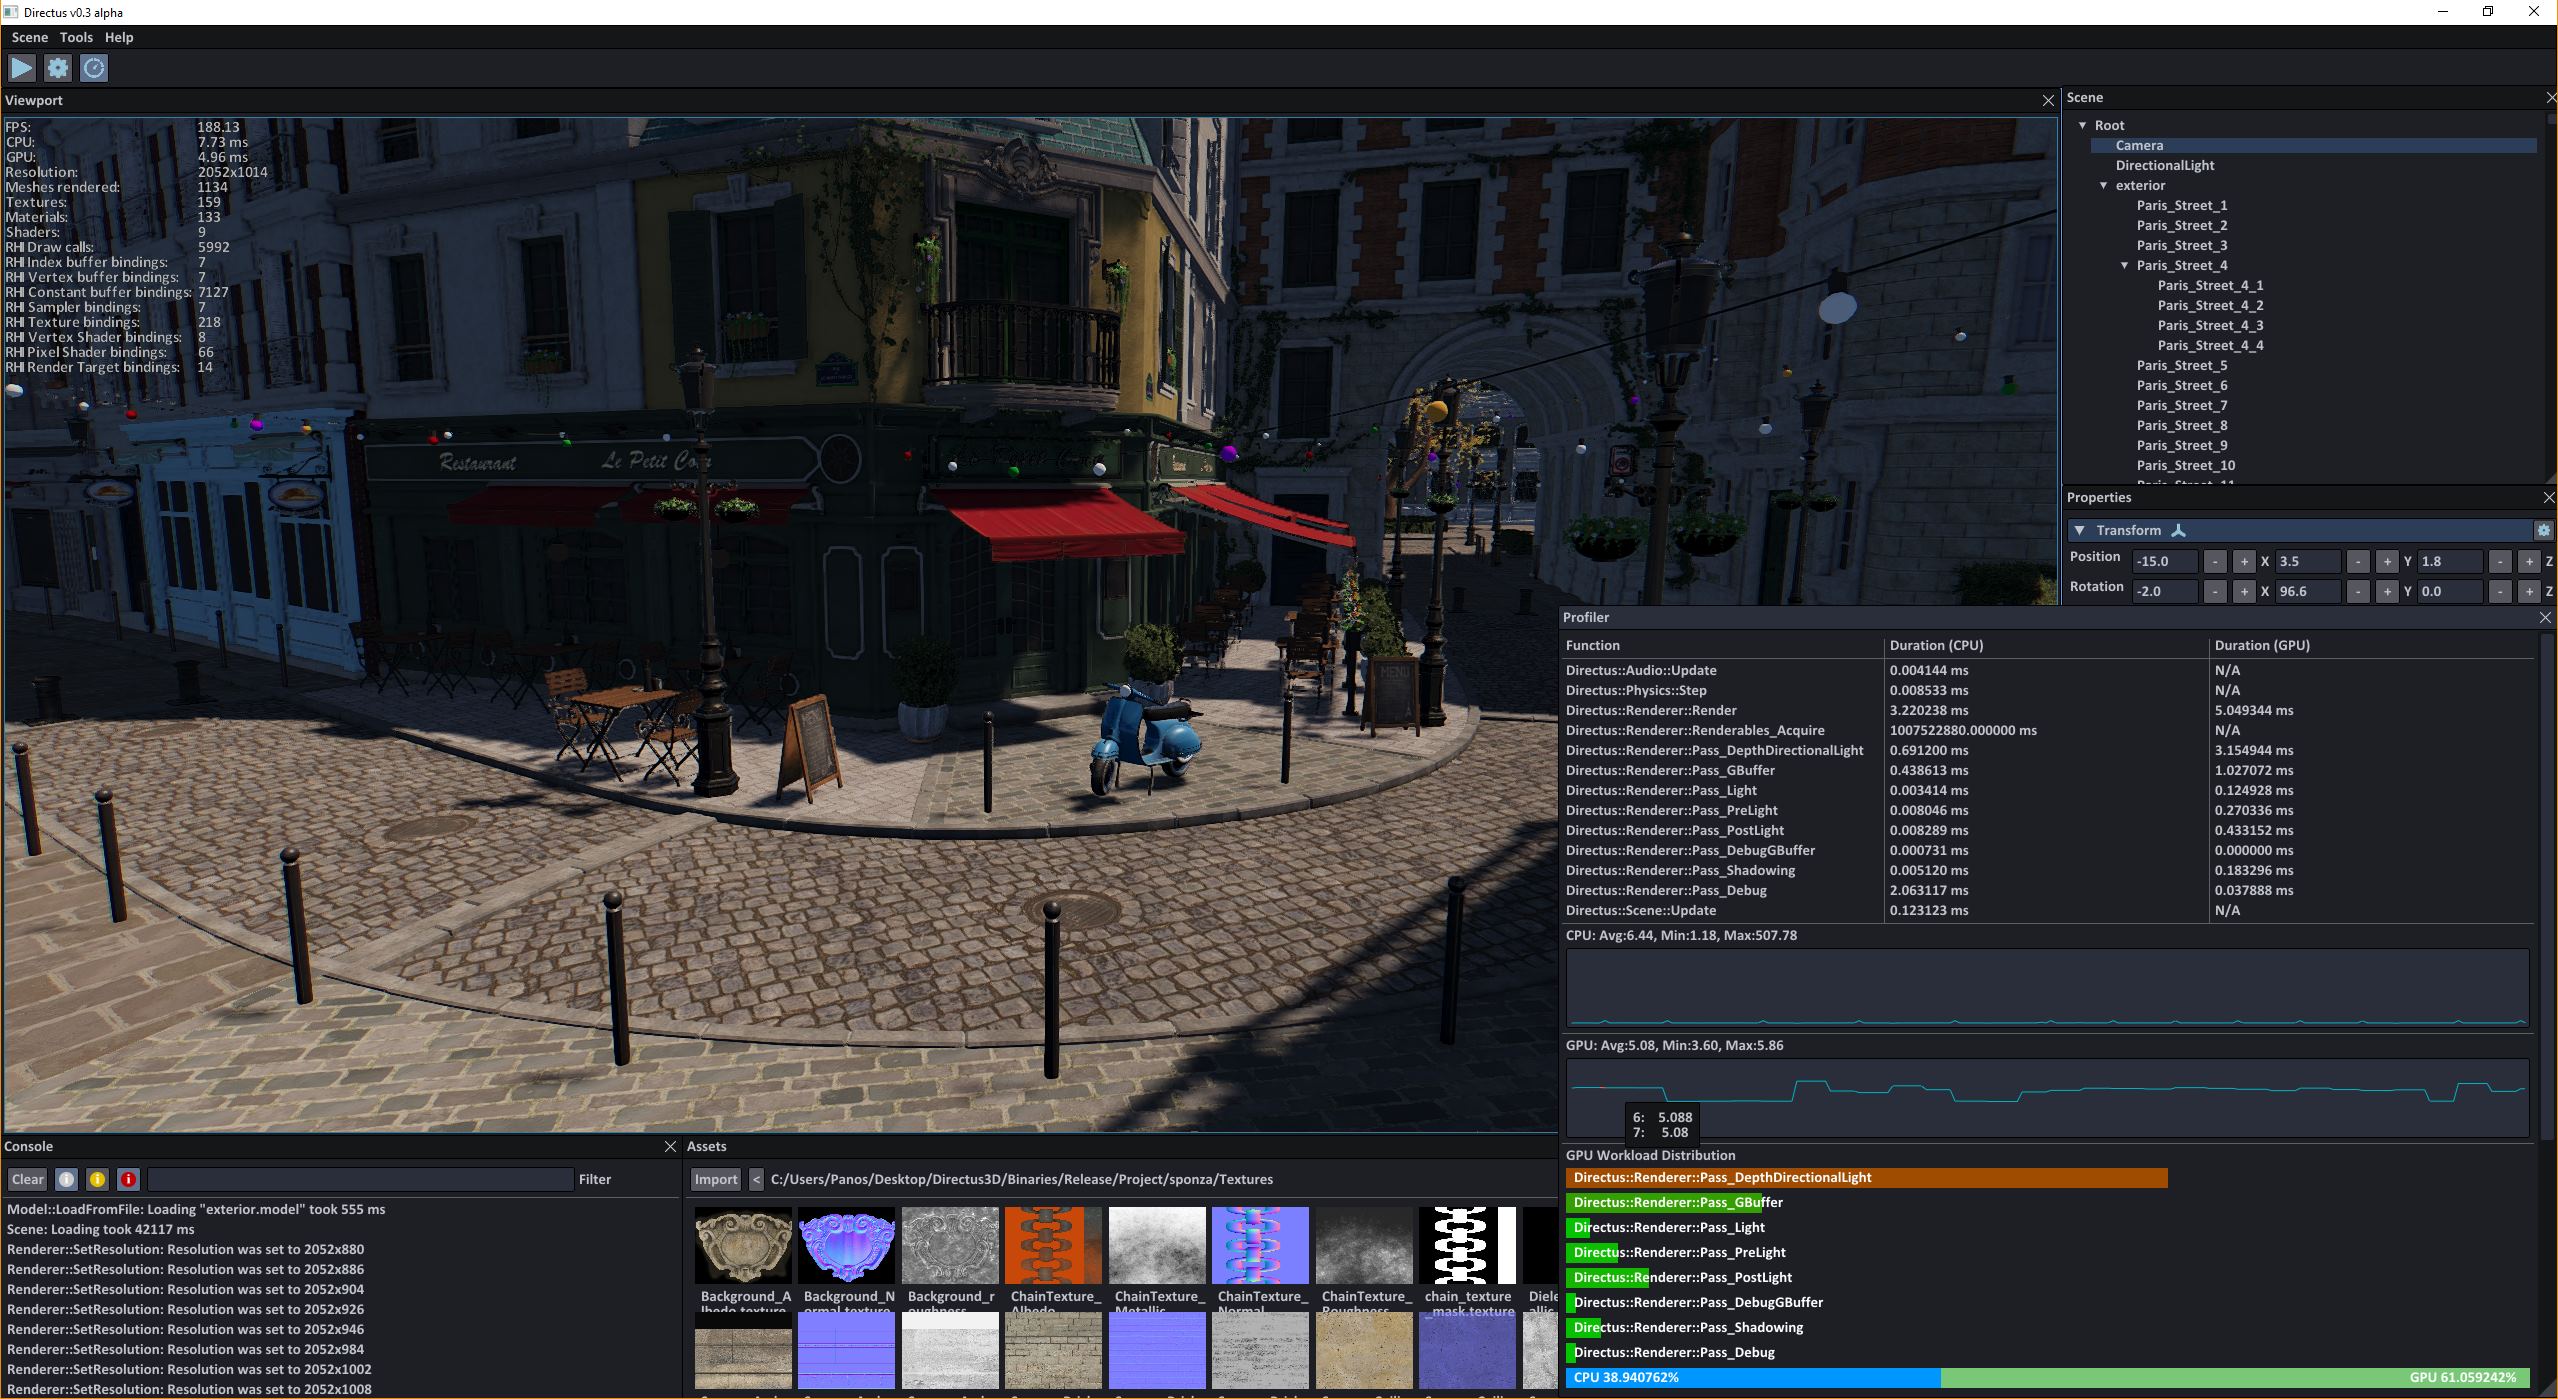 Directus v0.3 alpha
Scene Tools Help
Viewport
FPS: 188.13
CPU: 7.73 ms
GPU: 4.96 ms
Resolution: 2052x1014
Meshes rendered: 1134
Textures: 159
Materials: 133
Shaders: 9
RHI Draw calls: 5992
RHI Index buffer bindings: 7
RHI Vertex buffer bindings: 7
RHI Constant buffer bindings: 7127
RHI Sampler bindings: 7
RHI Texture bindings: 218
RHI Vertex Shader bindings: 8
RHI Pixel Shader bindings: 66
RHI Render Target bindings: 14
Restaurant Le Petit
MENU
Scene
Root
Camera
DirectionalLight
exterior
Paris_Street_1
Paris_Street_2
Paris_Street_3
Paris_Street_4
Paris_Street_4_1
Paris_Street_4_2
Paris_Street_4_3
Paris_Street_4_4
Paris_Street_5
Paris_Street_6
Paris_Street_7
Paris_Street_8
Paris_Street_9
Paris_Street_10
Properties
Transform
Position -15.0 - + X 3.5 - + Y 1.8 - + Z
Rotation -2.0 - + X 96.6 - + Y 0.0 - + Z
Profiler
Function Duration (CPU) Duration (GPU)
Directus::Audio::Update 0.004144 ms N/A
Directus::Physics::Step 0.008533 ms N/A
Directus::Renderer::Render 3.220238 ms 5.049344 ms
Directus::Renderer::Renderables_Acquire 1007522880.000000 ms N/A
Directus::Renderer::Pass_DepthDirectionalLight 0.691200 ms 3.154944 ms
Directus::Renderer::Pass_GBuffer 0.438613 ms 1.027072 ms
Directus::Renderer::Pass_Light 0.003414 ms 0.124928 ms
Directus::Renderer::Pass_PreLight 0.008046 ms 0.270336 ms
Directus::Renderer::Pass_PostLight 0.008289 ms 0.433152 ms
Directus::Renderer::Pass_DebugGBuffer 0.000731 ms 0.000000 ms
Directus::Renderer::Pass_Shadowing 0.005120 ms 0.183296 ms
Directus::Renderer::Pass_Debug 2.063117 ms 0.037888 ms
Directus::Scene::Update 0.123123 ms N/A
CPU: Avg:6.44, Min:1.18, Max:507.78
GPU: Avg:5.08, Min:3.60, Max:5.86
6: 5.088
7: 5.08
GPU Workload Distribution
Directus::Renderer::Pass_DepthDirectionalLight
Directus::Renderer::Pass_GBuffer
Directus::Renderer::Pass_Light
Directus::Renderer::Pass_PreLight
Directus::Renderer::Pass_PostLight
Directus::Renderer::Pass_DebugGBuffer
Directus::Renderer::Pass_Shadowing
Directus::Renderer::Pass_Debug
CPU 38.940762% GPU 61.059242%
Console
Clear Filter
Model::LoadFromFile: Loading "exterior.model" took 555 ms
Scene: Loading took 42117 ms
Renderer::SetResolution: Resolution was set to 2052x880
Renderer::SetResolution: Resolution was set to 2052x886
Renderer::SetResolution: Resolution was set to 2052x904
Renderer::SetResolution: Resolution was set to 2052x926
Renderer::SetResolution: Resolution was set to 2052x946
Renderer::SetResolution: Resolution was set to 2052x984
Renderer::SetResolution: Resolution was set to 2052x1002
Renderer::SetResolution: Resolution was set to 2052x1008
Assets
Import < C:/Users/Panos/Desktop/Directus3D/Binaries/Release/Project/sponza/Textures
Background_A Background_N Background_r ChainTexture_ ChainTexture_ ChainTexture_ ChainTexture_ chain_texture Diele
lbedo.texture ormal.texture oughness Albedo Metallic Normal Roughness _mask.texture